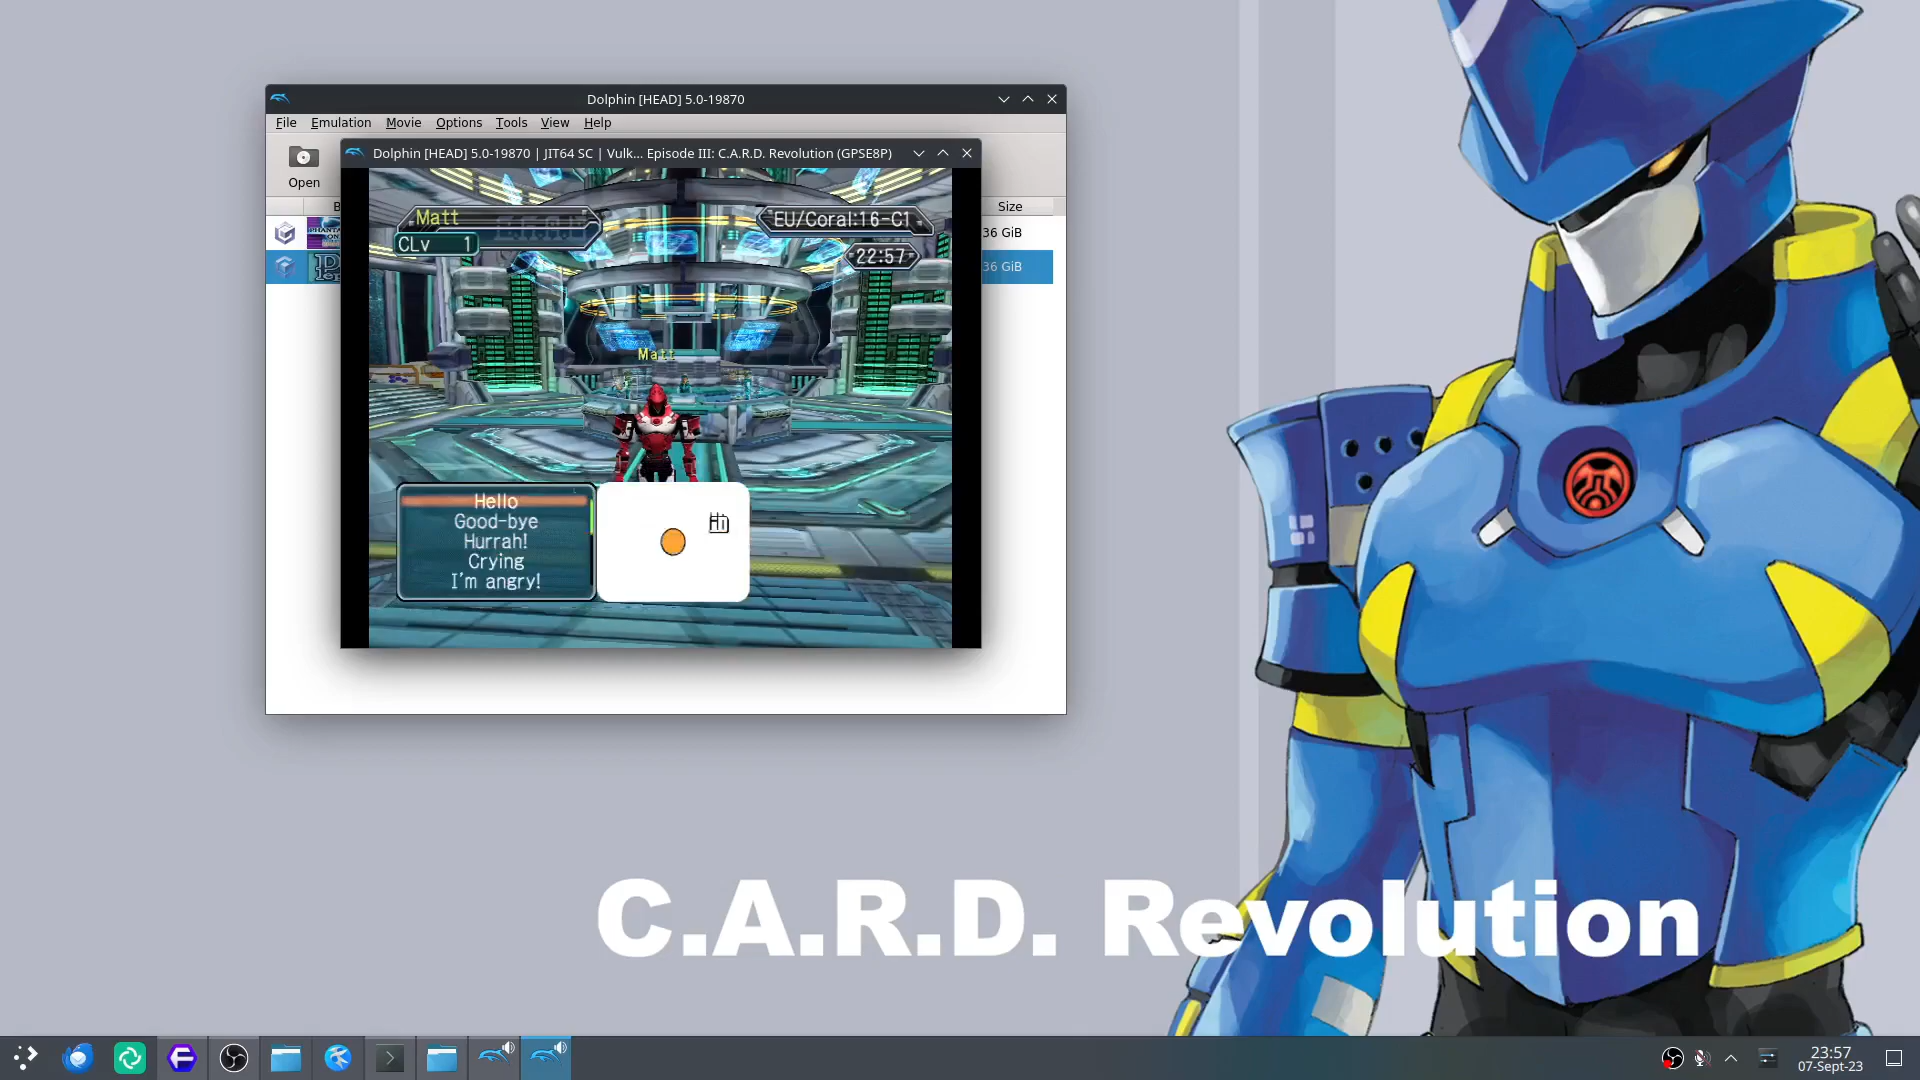 Dolphin [HEAD] 5.0-19870
File Emulation Movie Options Tools View Help
Dolphin [HEAD] 5.0-19870 | JIT64 SC | Vulk... Episode III: C.A.R.D. Revolution (GPSE8P)
Open
B
Size
36 GiB
36 GiB
Matt
EU/Coral:16-C1
CLv 1
22:57
Matt
Hello
Good-bye
Hurrah!
Crying
I'm angry!
Hi
C.A.R.D. Revolution
23:57
07-Sept-23